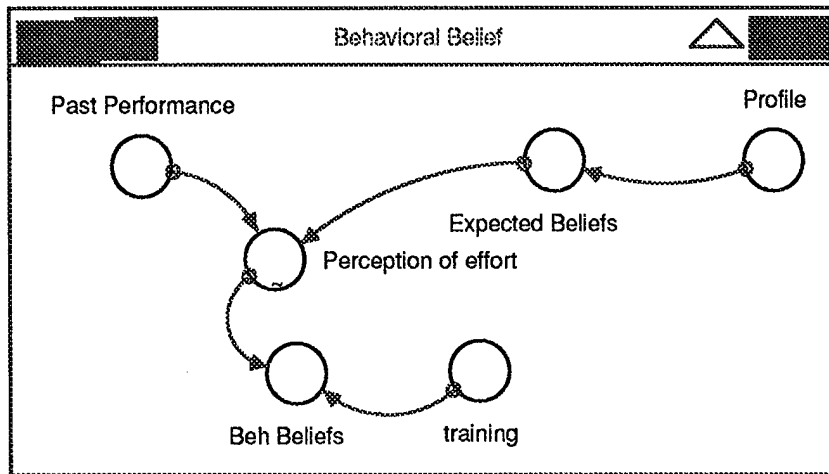 Behavioral Belief
Past Performance
Profile
Expected Beliefs
Perception of effort
~
Beh Beliefs
training